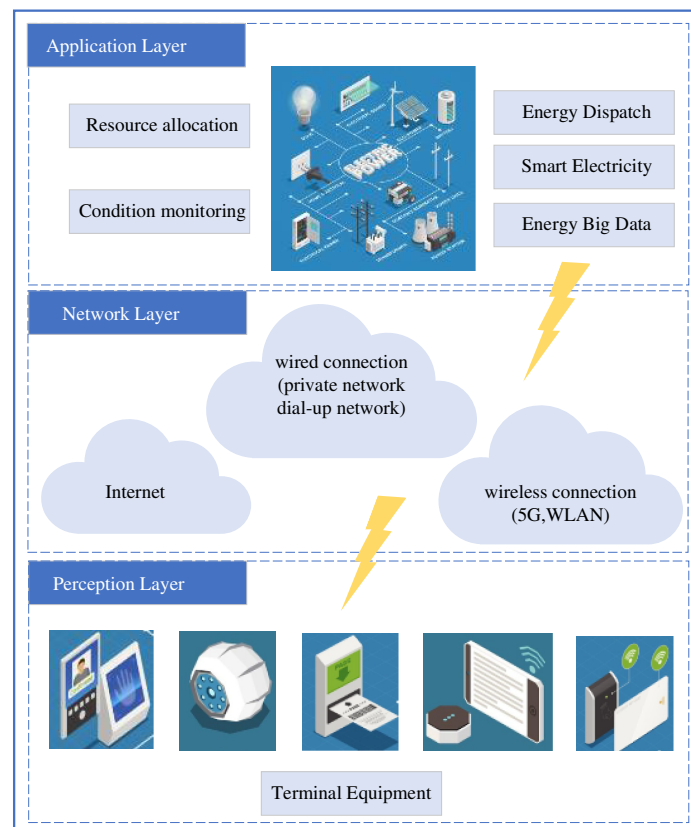 Application Layer
Resource allocation
Condition monitoring
Energy Dispatch
Smart Electricity
Energy Big Data
Network Layer
wired connection
(private network
dial-up network)
Internet
wireless connection
(5G,WLAN)
Perception Layer
Terminal Equipment